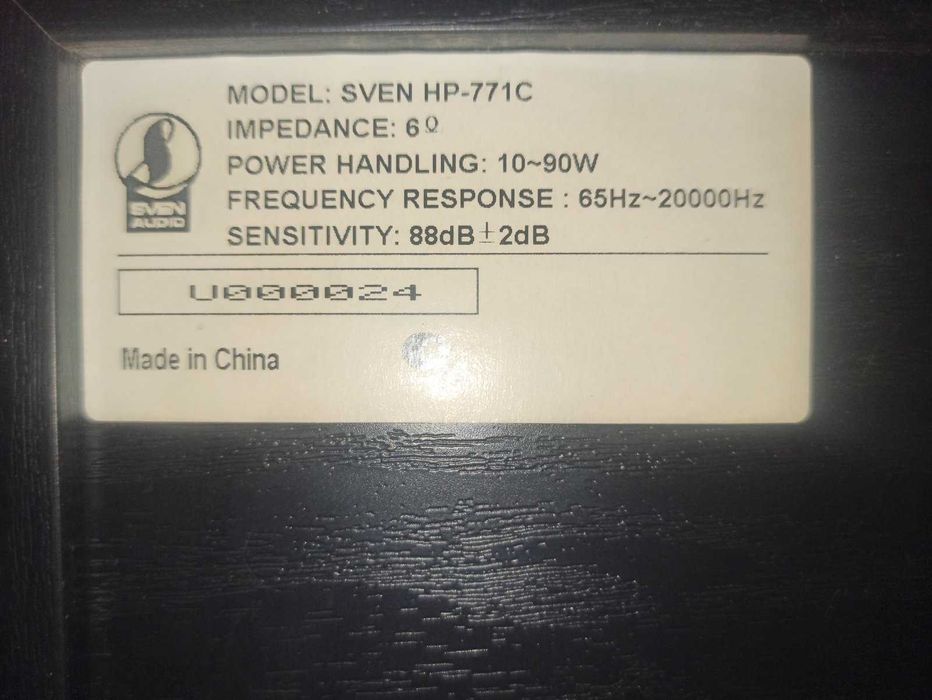 MODEL: SVEN HP-771C
IMPEDANCE: 6Ω
POWER HANDLING: 10~90W
FREQUENCY RESPONSE : 65Hz~20000Hz
SENSITIVITY: 88dB±2dB
SVEN
AUDIO
U000024
Made in China